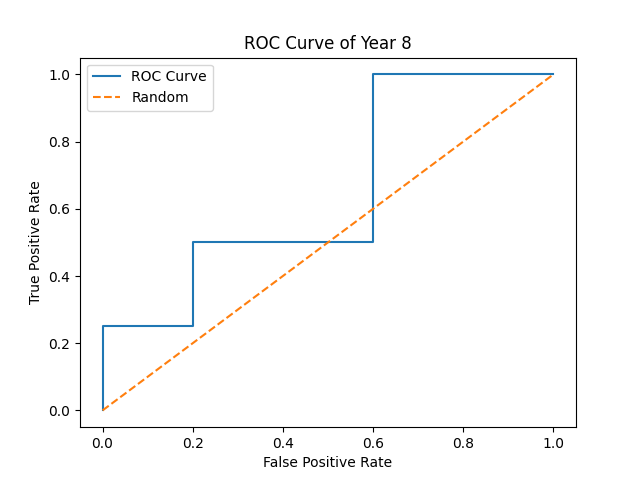 ROC Curve of Year 8
ROC Curve
Random
1.0
0.8
0.6
0.4
0.2
0.0
True Positive Rate
0.0 0.2 0.4 0.6 0.8 1.0
False Positive Rate